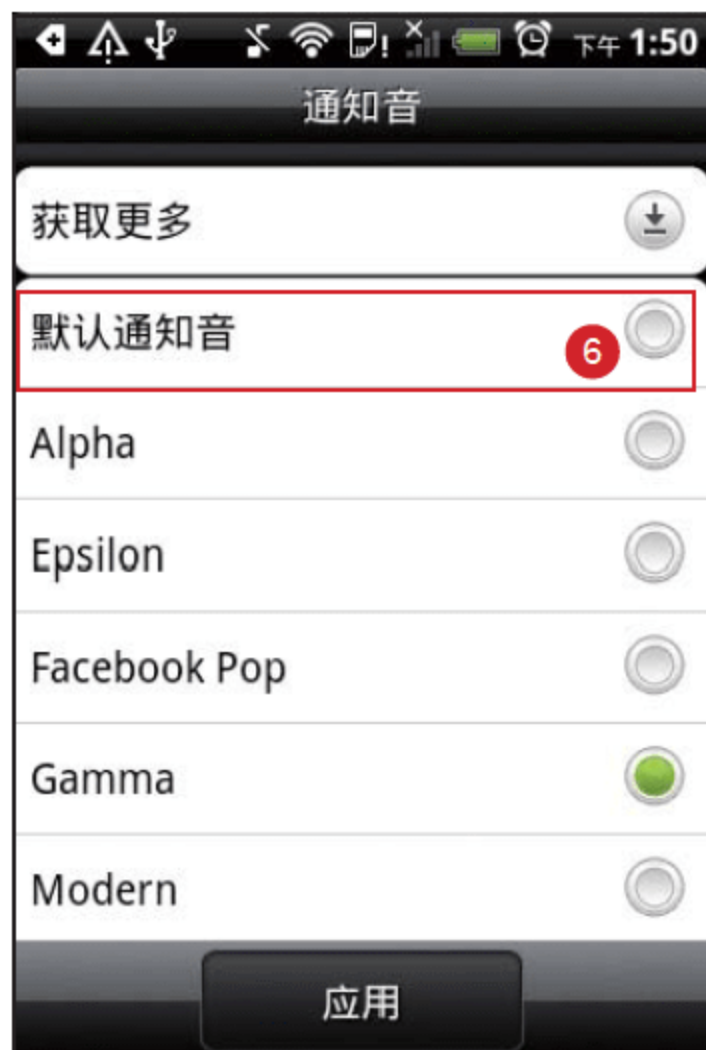 下午 1:50
通知音
获取更多
默认通知音
6
Alpha
Epsilon
Facebook Pop
Gamma
Modern
应用